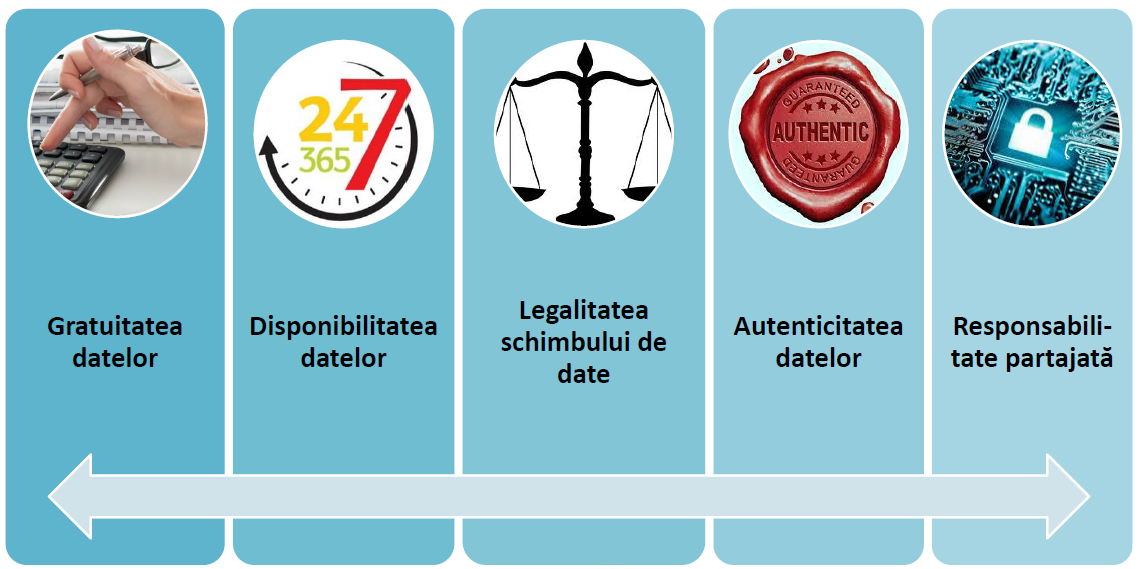 24
7
365
GUARANTEED
AUTHENTIC
GUARANTEED
Gratuitatea
datelor
Disponibilitatea
datelor
Legalitatea
schimbului de
date
Autenticitatea
datelor
Responsabili-
tate partajată